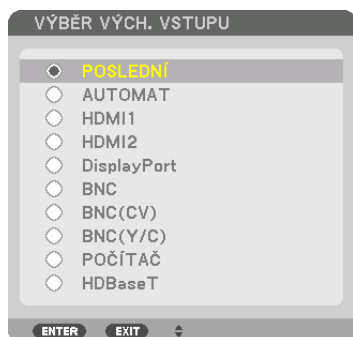 VÝBĚR VÝCH. VSTUPU
POSLEDNÍ
AUTOMAT
HDMI1
HDMI2
DisplayPort
BNC
BNC(CV)
BNC(Y/C)
POČÍTAČ
HDBaseT
ENTER EXIT